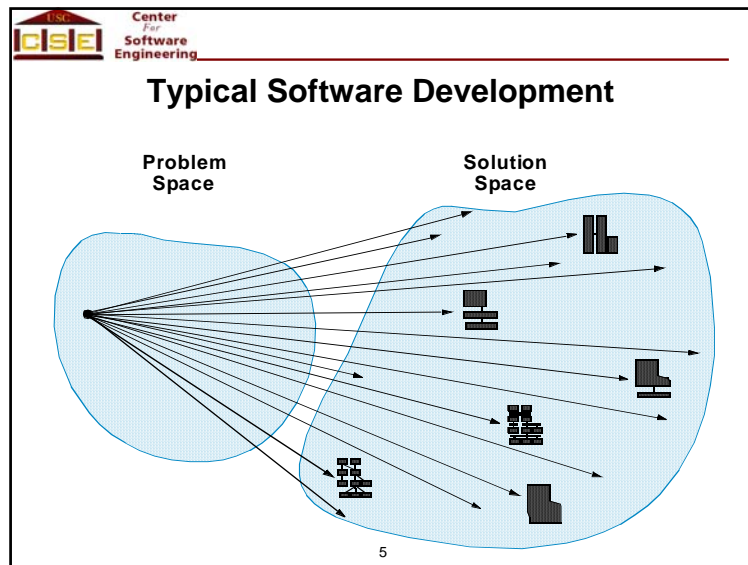 USC
CSE
Center
For
Software
Engineering
Typical Software Development
Problem
Space
Solution
Space
5